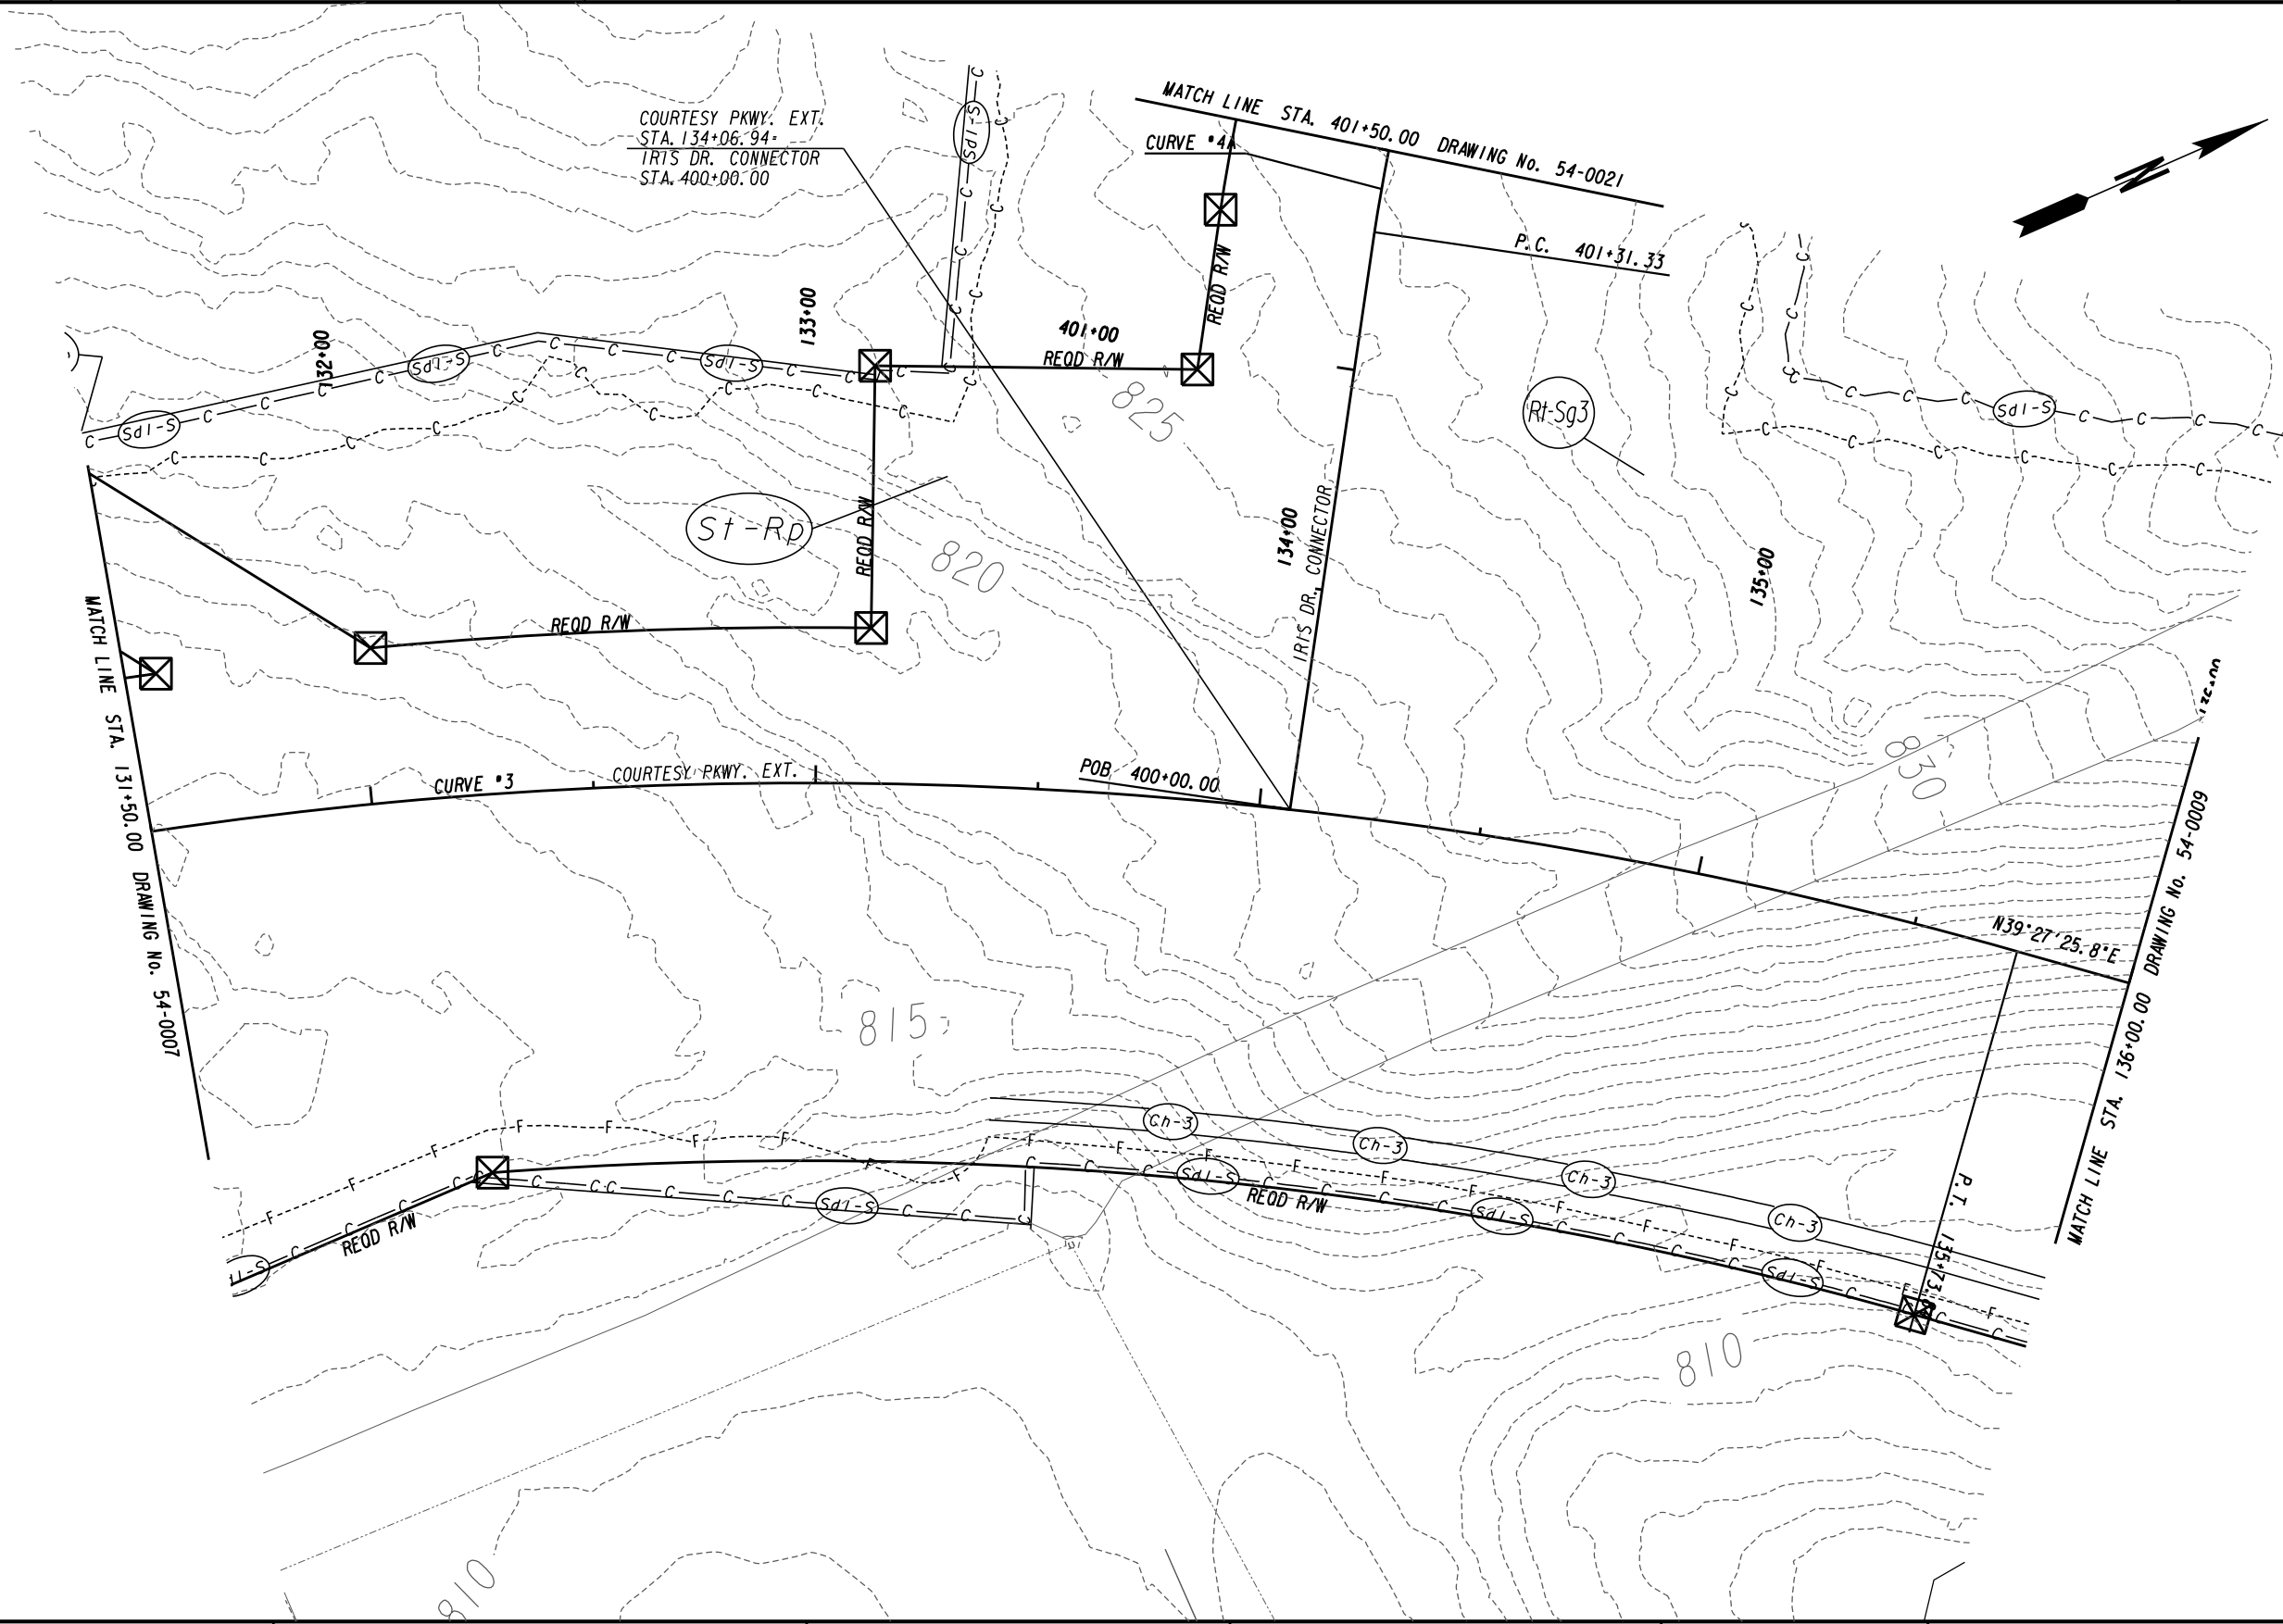 COURTESY PKWY. EXT.
STA. 134+06.94=
IRIS DR. CONNECTOR
STA. 400+00.00
MATCH LINE STA. 401+50.00 DRAWING No. 54-0021
CURVE #4A
P.C. 401+31.33
Sd1-S
REQD R/W
132+00
133+00
401+00
REQD R/W
Sd1-S
Sd1-S
Sd1-S
825
Rt-Sg3
Sd1-S
St-Rp
REQD R/W
820
134+00
IRIS DR. CONNECTOR
135+00
REQD R/W
MATCH LINE STA. 131+50.00 DRAWING No. 54-0007
CURVE #3
COURTESY PKWY. EXT.
POB 400+00.00
830
N39°27'25.8"E
MATCH LINE STA. 136+00.00 DRAWING No. 54-0009
815
Ch-3
Ch-3
Ch-3
Ch-3
Sd1-S
Sd1-S
Sd1-S
Sd1-S
REQD R/W
REQD R/W
P.T.
810
810
C
F